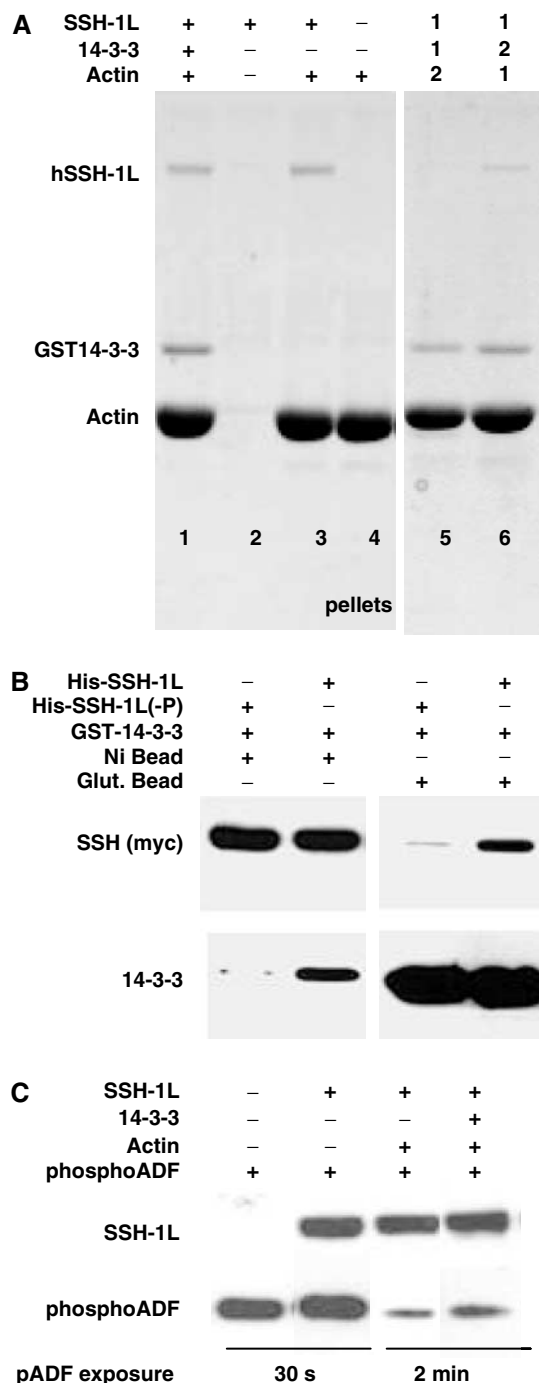 A
SSH-1L + + + – 1 1
14-3-3 + – – – 1 2
Actin + – + + 2 1
hSSH-1L
GST14-3-3
Actin
1 2 3 4 5 6
pellets
B
His-SSH-1L – + – +
His-SSH-1L(-P) + – + –
GST-14-3-3 + + + +
Ni Bead + + – –
Glut. Bead – – + +
SSH (myc)
14-3-3
C
SSH-1L – + + +
14-3-3 – – – +
Actin – – + +
phosphoADF + + + +
SSH-1L
phosphoADF
pADF exposure 30 s 2 min